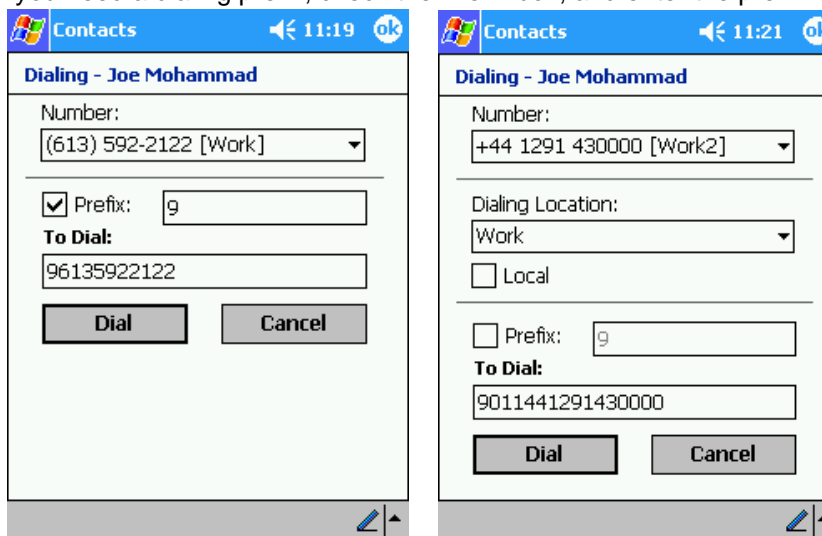 Contacts 11:19 ok
Dialing - Joe Mohammad
Number:
(613) 592-2122 [Work]
Prefix: 9
To Dial:
96135922122
Dial Cancel
Contacts 11:21 ok
Dialing - Joe Mohammad
Number:
+44 1291 430000 [Work2]
Dialing Location:
Work
Local
Prefix: 9
To Dial:
9011441291430000
Dial Cancel